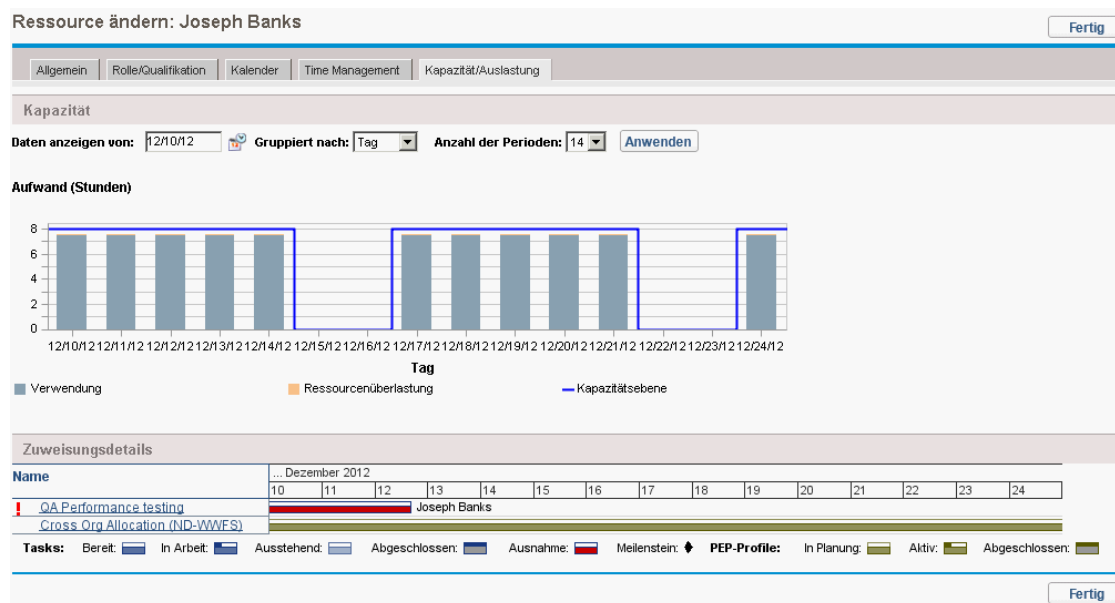 Ressource ändern: Joseph Banks
Fertig
Allgemein Rolle/Qualifikation Kalender Time Management Kapazität/Auslastung
Kapazität
Daten anzeigen von: 12/10/12 Gruppiert nach: Tag Anzahl der Perioden: 14 Anwenden
Aufwand (Stunden)
8
6
4
2
0
12/10/12 12/11/12 12/12/12 12/13/12 12/14/12 12/15/12 12/16/12 12/17/12 12/18/12 12/19/12 12/20/12 12/21/12 12/22/12 12/23/12 12/24/12
Tag
Verwendung Ressourcenüberlastung Kapazitätsebene
Zuweisungsdetails
Name ... Dezember 2012
10 11 12 13 14 15 16 17 18 19 20 21 22 23 24
! QA Performance testing Joseph Banks
Cross Org Allocation (ND-WWFS)
Tasks: Bereit: In Arbeit: Ausstehend: Abgeschlossen: Ausnahme: Meilenstein: PEP-Profile: In Planung: Aktiv: Abgeschlossen:
Fertig